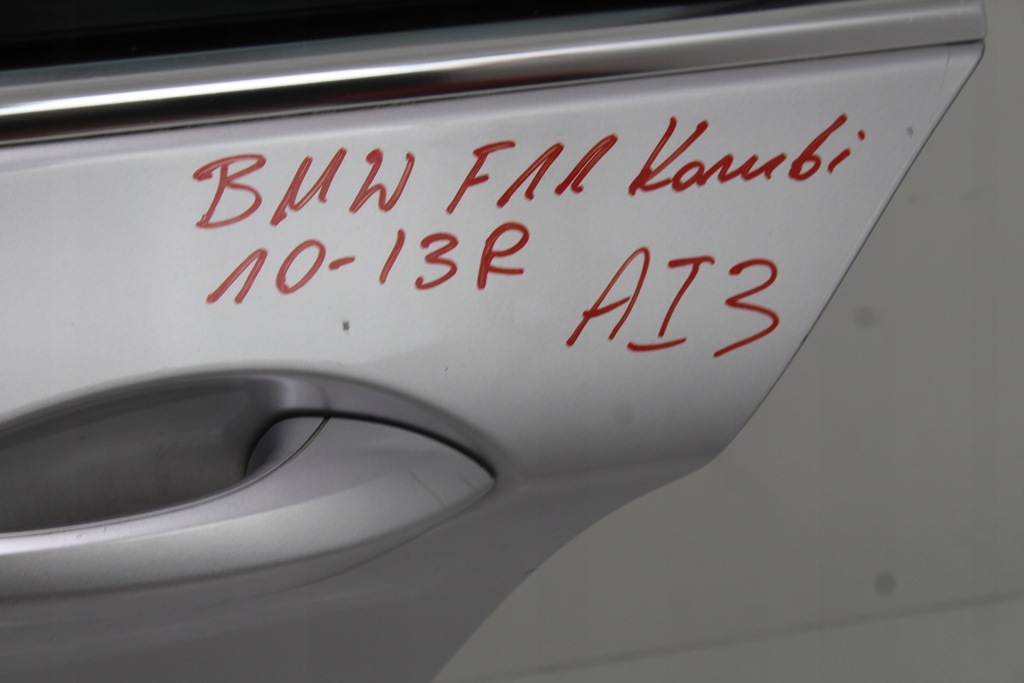 BMW F11 Kombi
10-13R AI3